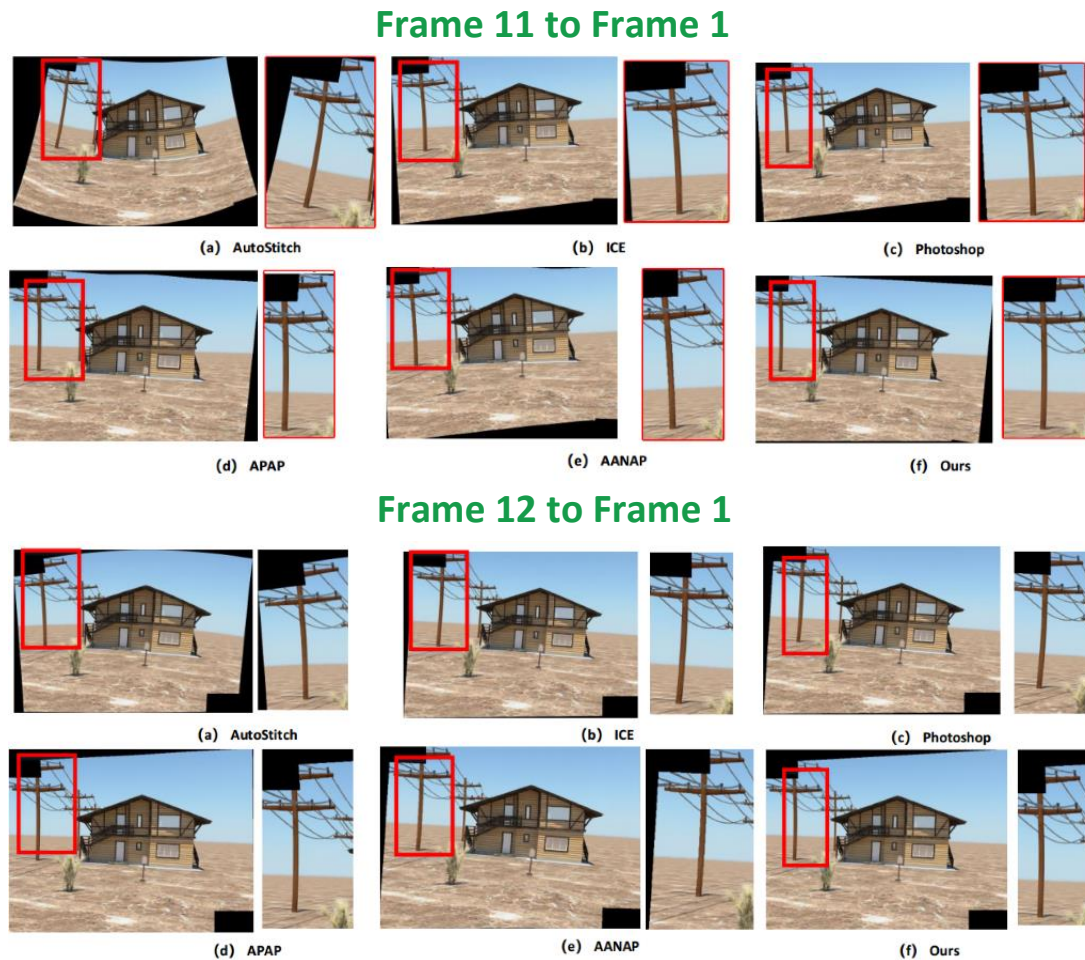 Frame 11 to Frame 1
(a) AutoStitch
(b) ICE
(c) Photoshop
(d) APAP
(e) AANAP
(f) Ours
Frame 12 to Frame 1
(a) AutoStitch
(b) ICE
(c) Photoshop
(d) APAP
(e) AANAP
(f) Ours